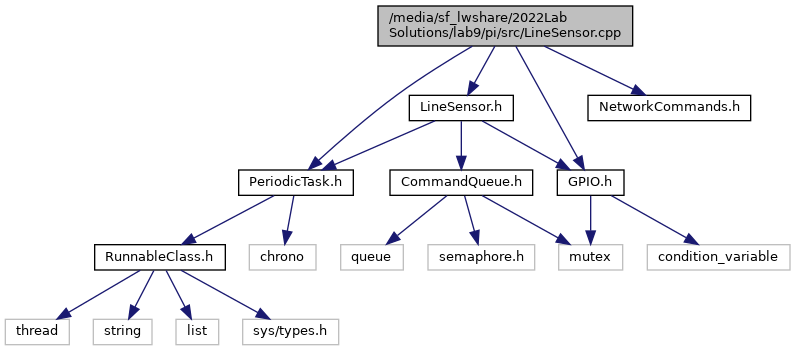 /media/sf_lwshare/2022Lab
Solutions/lab9/pi/src/LineSensor.cpp
LineSensor.h
NetworkCommands.h
PeriodicTask.h
CommandQueue.h
GPIO.h
RunnableClass.h
chrono
queue
semaphore.h
mutex
condition_variable
thread
string
list
sys/types.h